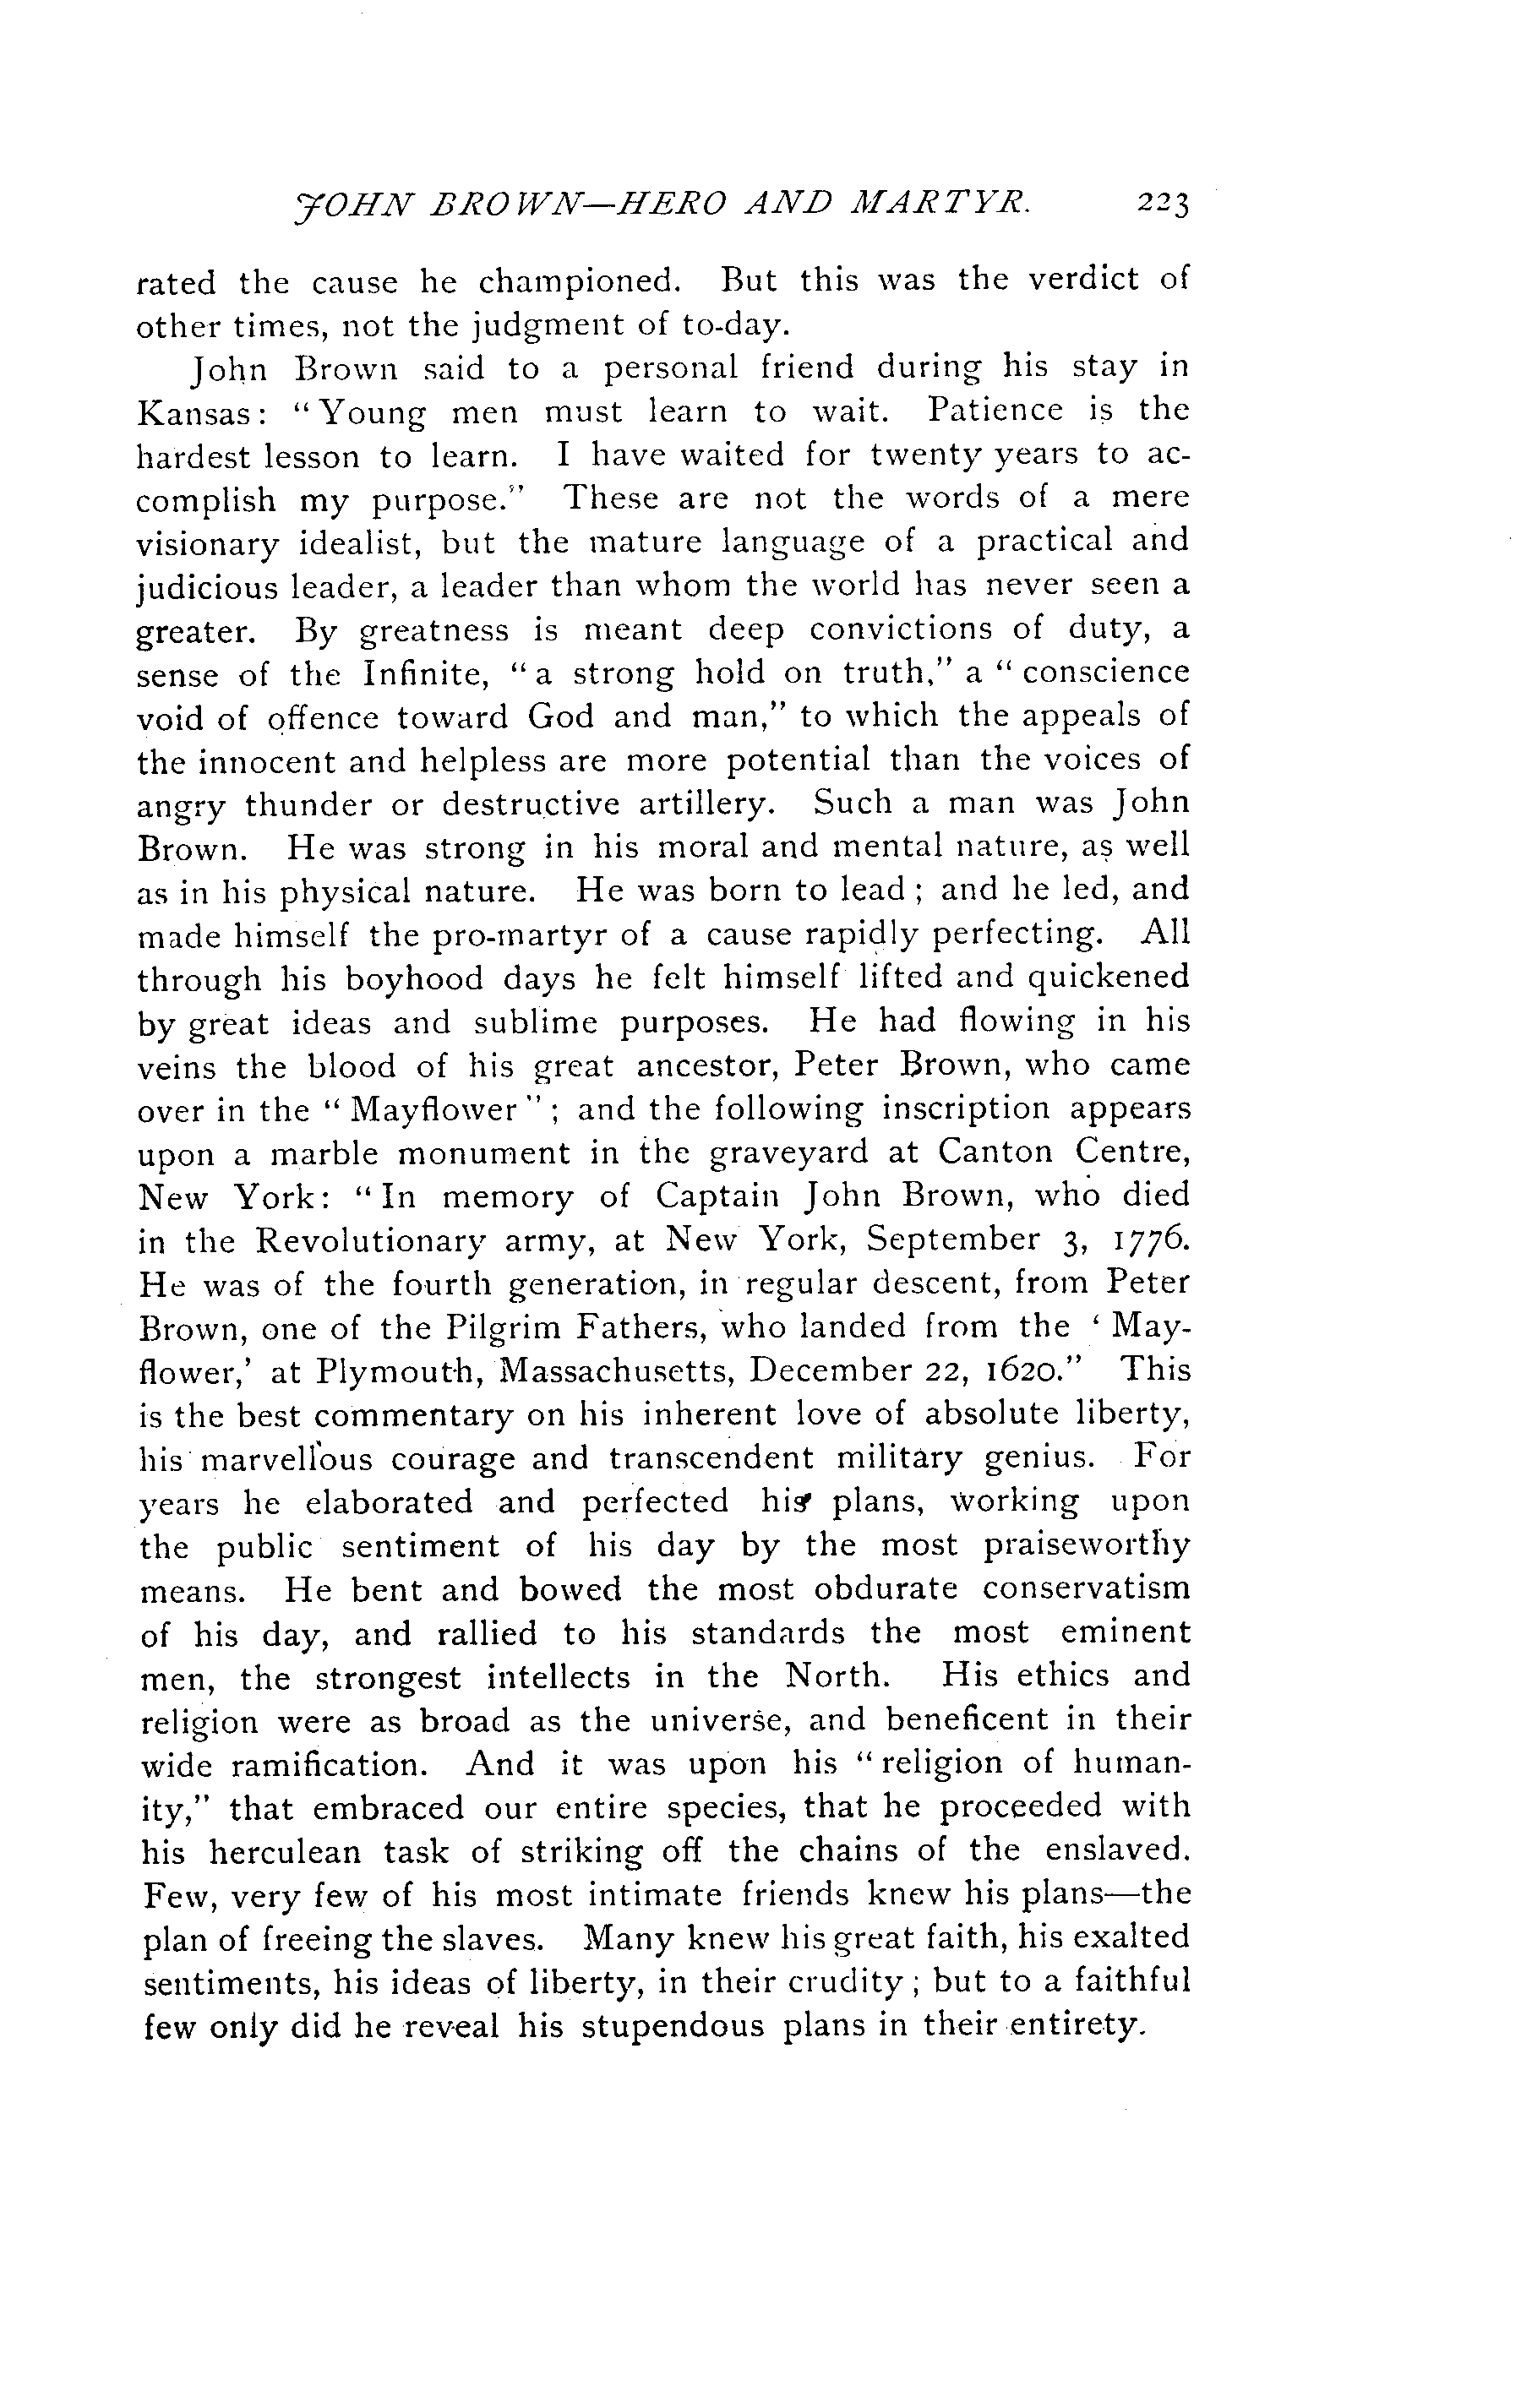 JOHN BROWN—HERO AND MARTYR. 223
rated the cause he championed. But this was the verdict of
other times, not the judgment of to-day.
John Brown said to a personal friend during his stay in
Kansas: “Young men must learn to wait. Patience is the
hardest lesson to learn. I have waited for twenty years to ac-
complish my purpose.” These are not the words of a mere
visionary idealist, but the mature language of a practical and
judicious leader, a leader than whom the world has never seen a
greater. By greatness is meant deep convictions of duty, a
sense of the Infinite, “a strong hold on truth,” a “conscience
void of offence toward God and man,” to which the appeals of
the innocent and helpless are more potential than the voices of
angry thunder or destructive artillery. Such a man was John
Brown. He was strong in his moral and mental nature, as well
as in his physical nature. He was born to lead; and he led, and
made himself the pro-martyr of a cause rapidly perfecting. All
through his boyhood days he felt himself lifted and quickened
by great ideas and sublime purposes. He had flowing in his
veins the blood of his great ancestor, Peter Brown, who came
over in the “Mayflower”; and the following inscription appears
upon a marble monument in the graveyard at Canton Centre,
New York: “In memory of Captain John Brown, who died
in the Revolutionary army, at New York, September 3, 1776.
He was of the fourth generation, in regular descent, from Peter
Brown, one of the Pilgrim Fathers, who landed from the ‘May-
flower,’ at Plymouth, Massachusetts, December 22, 1620.” This
is the best commentary on his inherent love of absolute liberty,
his marvellous courage and transcendent military genius. For
years he elaborated and perfected his plans, working upon
the public sentiment of his day by the most praiseworthy
means. He bent and bowed the most obdurate conservatism
of his day, and rallied to his standards the most eminent
men, the strongest intellects in the North. His ethics and
religion were as broad as the universe, and beneficent in their
wide ramification. And it was upon his “religion of human-
ity,” that embraced our entire species, that he proceeded with
his herculean task of striking off the chains of the enslaved.
Few, very few of his most intimate friends knew his plans—the
plan of freeing the slaves. Many knew his great faith, his exalted
sentiments, his ideas of liberty, in their crudity; but to a faithful
few only did he reveal his stupendous plans in their entirety.